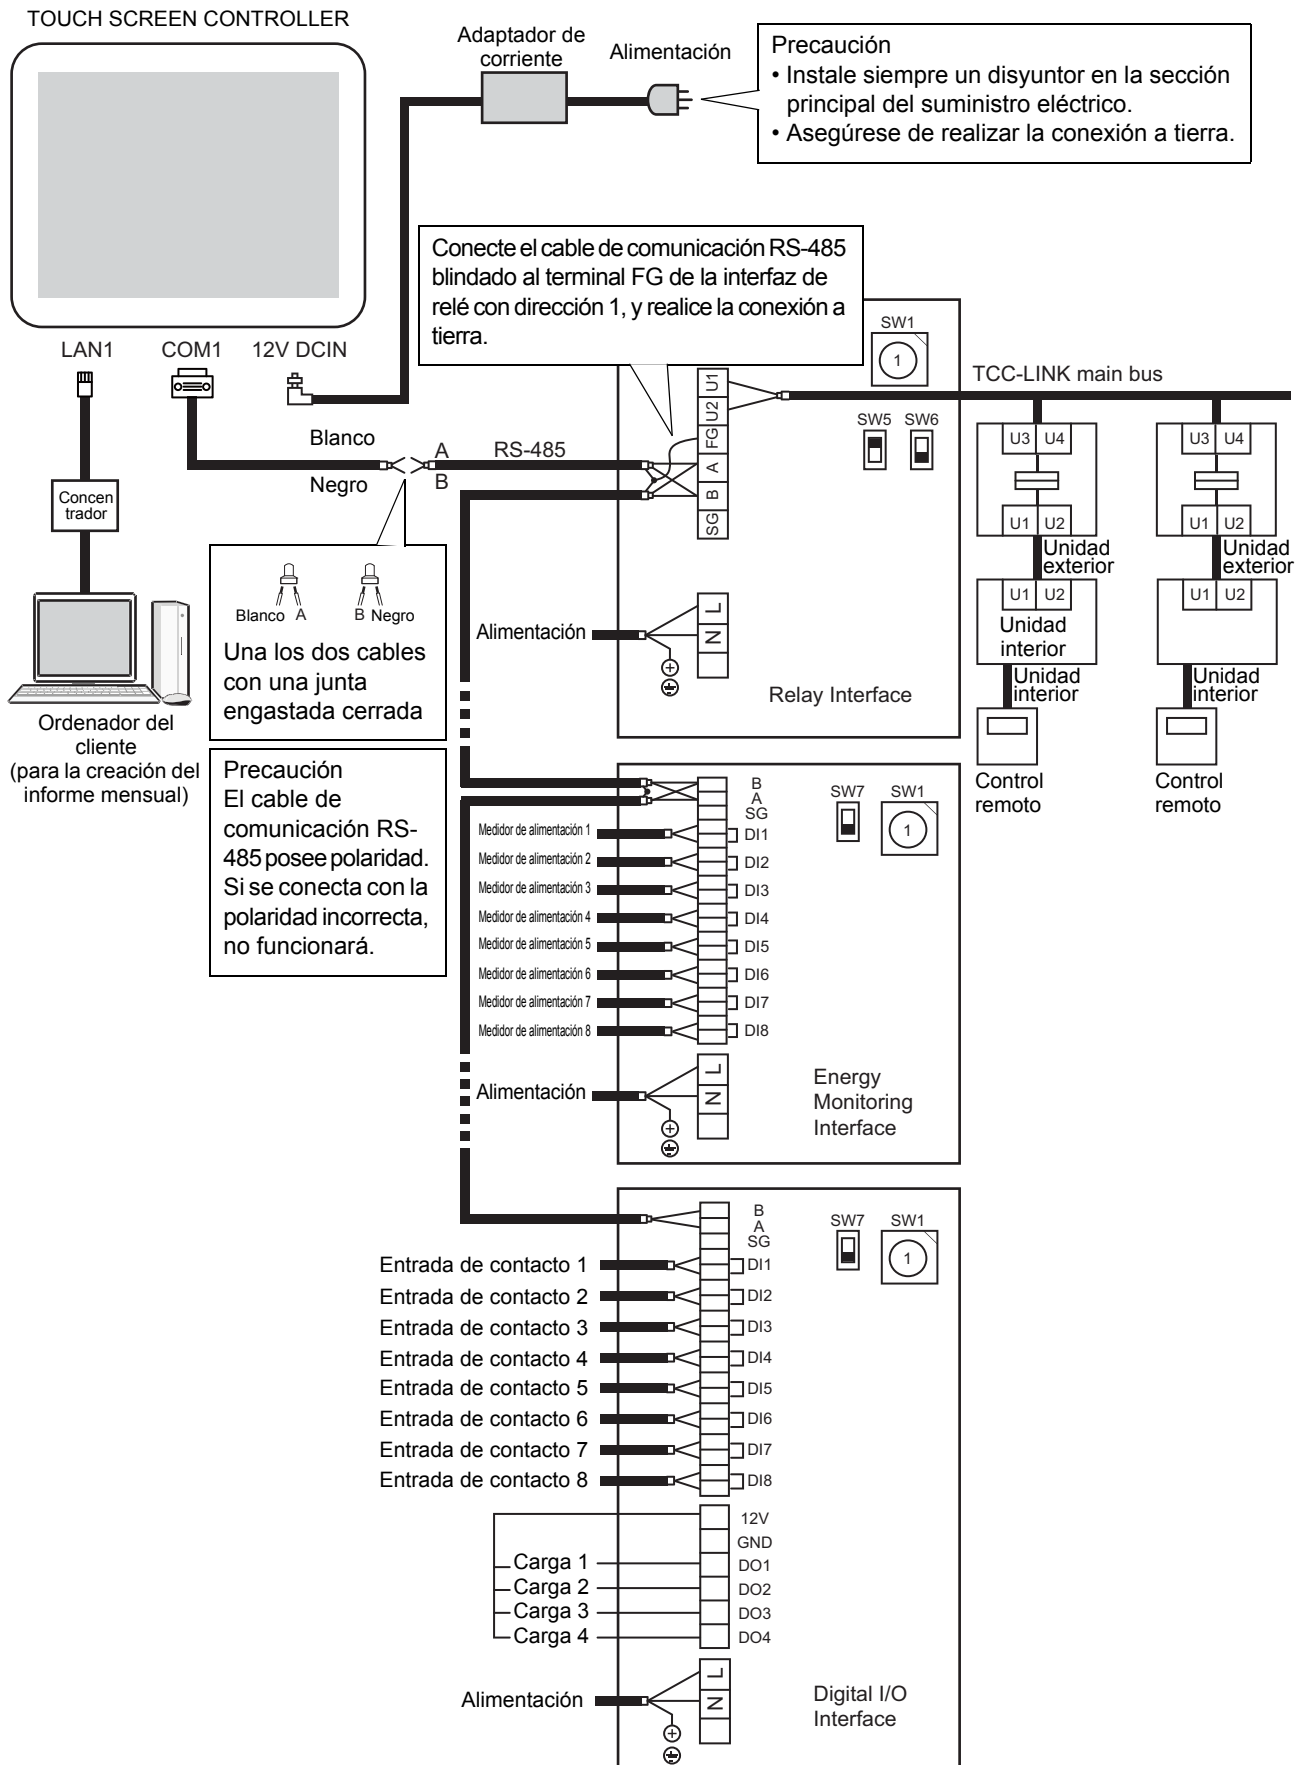 TOUCH SCREEN CONTROLLER
Adaptador de
corriente
Alimentación
Precaución
• Instale siempre un disyuntor en la sección
principal del suministro eléctrico.
• Asegúrese de realizar la conexión a tierra.
Conecte el cable de comunicación RS-485
blindado al terminal FG de la interfaz de
relé con dirección 1, y realice la conexión a
tierra.
LAN1
COM1
12V DCIN
Blanco
Negro
A
B
RS-485
Concen
trador
Blanco
A
B
Negro
Una los dos cables
con una junta
engastada cerrada
Ordenador del
cliente
(para la creación del
informe mensual)
Precaución
El cable de
comunicación RS-
485 posee polaridad.
Si se conecta con la
polaridad incorrecta,
no funcionará.
U1
U2
FG
A
B
SG
SW1
1
SW5
SW6
Alimentación
L
N
Relay Interface
TCC-LINK main bus
U3
U4
U1
U2
Unidad
exterior
U1
U2
Unidad
interior
Unidad
interior
Control
remoto
U3
U4
U1
U2
Unidad
exterior
U1
U2
Unidad
interior
Control
remoto
B
A
SG
SW7
SW1
1
Medidor de alimentación 1
DI1
Medidor de alimentación 2
DI2
Medidor de alimentación 3
DI3
Medidor de alimentación 4
DI4
Medidor de alimentación 5
DI5
Medidor de alimentación 6
DI6
Medidor de alimentación 7
DI7
Medidor de alimentación 8
DI8
Alimentación
L
N
Energy
Monitoring
Interface
B
A
SG
SW7
SW1
1
Entrada de contacto 1
DI1
Entrada de contacto 2
DI2
Entrada de contacto 3
DI3
Entrada de contacto 4
DI4
Entrada de contacto 5
DI5
Entrada de contacto 6
DI6
Entrada de contacto 7
DI7
Entrada de contacto 8
DI8
12V
GND
Carga 1
DO1
Carga 2
DO2
Carga 3
DO3
Carga 4
DO4
Alimentación
L
N
Digital I/O
Interface